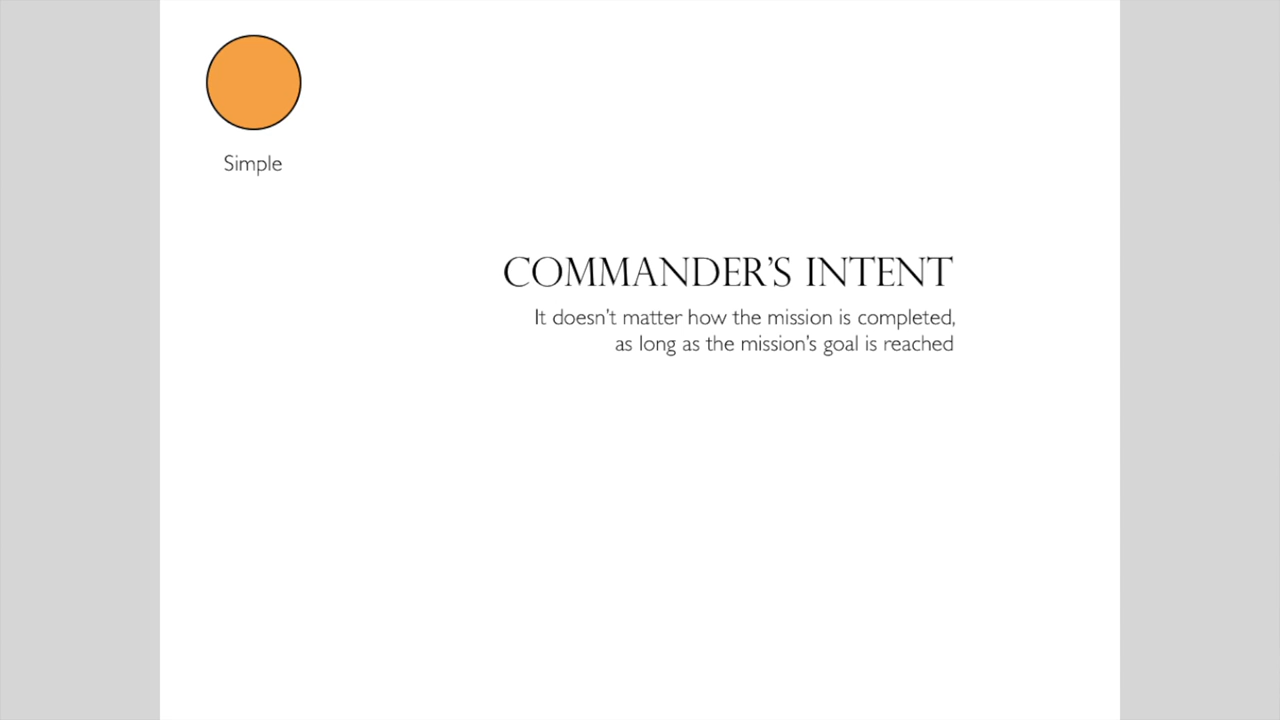 Simple
COMMANDER’S INTENT
It doesn’t matter how the mission is completed,
as long as the mission’s goal is reached